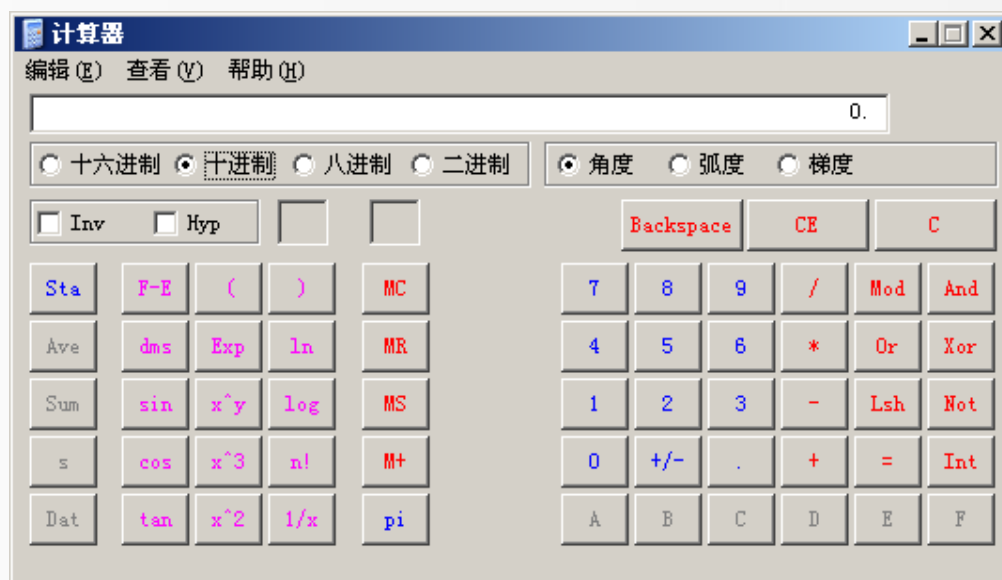 计算器
编辑(E) 查看(V) 帮助(H)
0.
十六进制 十进制 八进制 二进制 角度 弧度 梯度
Inv Hyp Backspace CE C
Sta F-E ( ) MC 7 8 9 / Mod And
Ave dms Exp ln MR 4 5 6 * Or Xor
Sum sin x^y log MS 1 2 3 - Lsh Not
s cos x^3 n! M+ 0 +/- . + = Int
Dat tan x^2 1/x pi A B C D E F